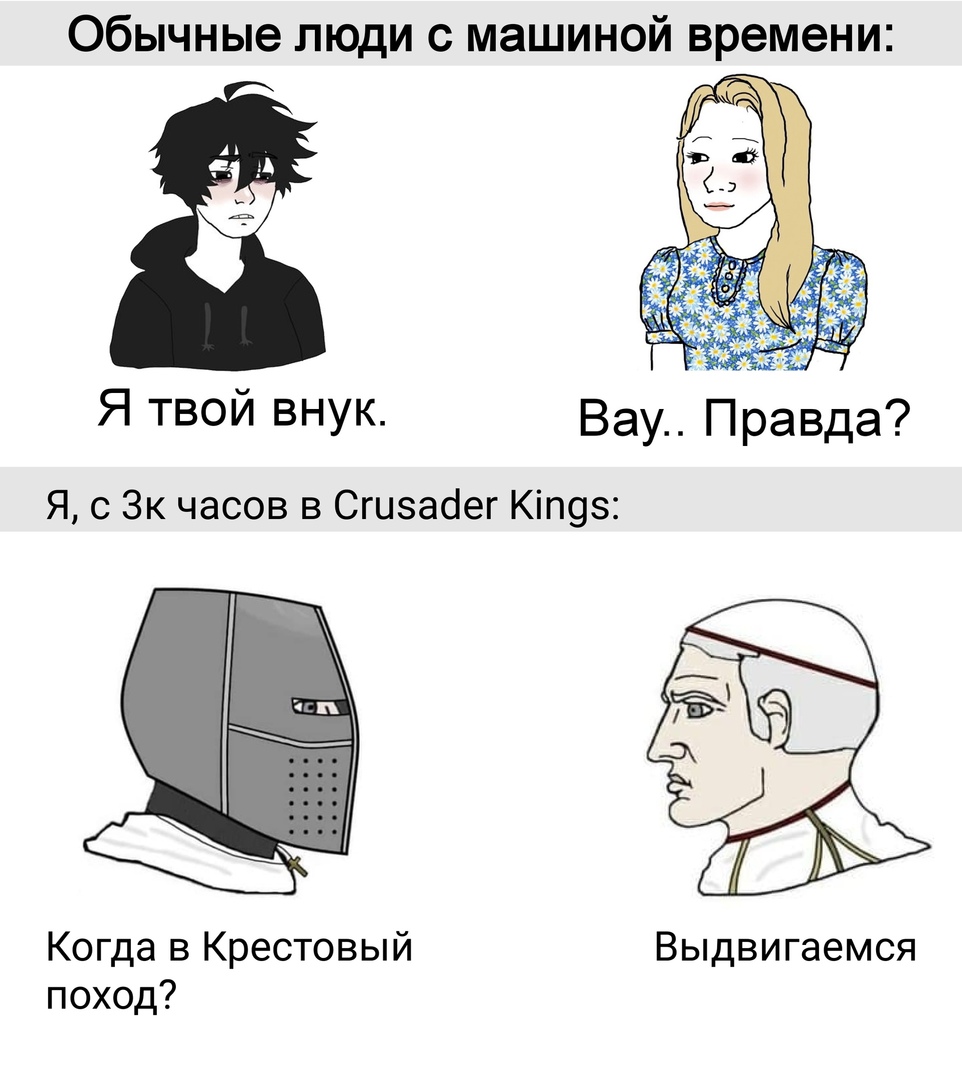 Обычные люди с машиной времени:
Я твой внук.
Вау.. Правда?
Я, с 3к часов в Crusader Kings:
Когда в Крестовый
поход?
Выдвигаемся